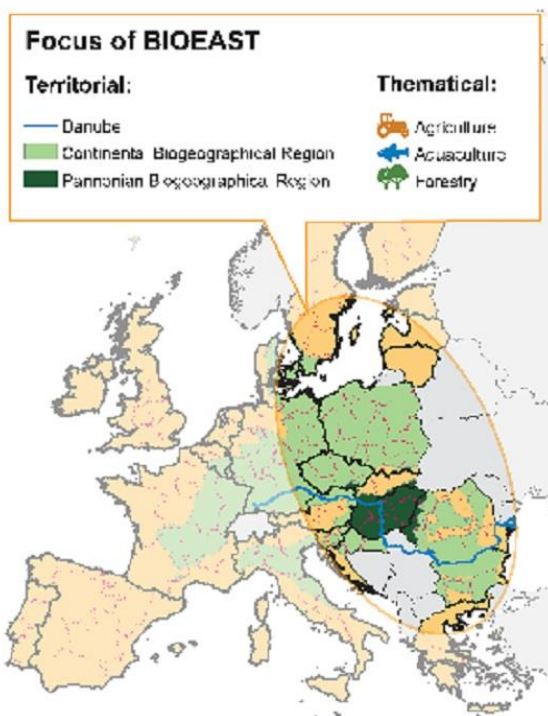 Focus of BIOEAST
Territorial:
Danube
Continental Biogeographical Region
Pannonian Biogeographical Region
Thematical:
Agriculture
Aquaculture
Forestry